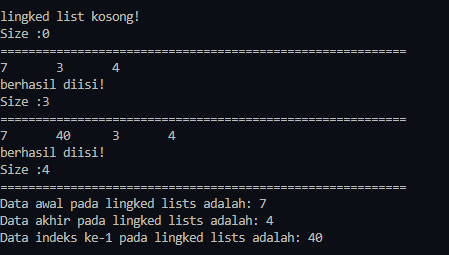 lingked list kosong!
Size :0
==========================================================
7 3 4
berhasil diisi!
Size :3
==========================================================
7 40 3 4
berhasil diisi!
Size :4
==========================================================
Data awal pada lingked lists adalah: 7
Data akhir pada lingked lists adalah: 4
Data indeks ke-1 pada lingked lists adalah: 40